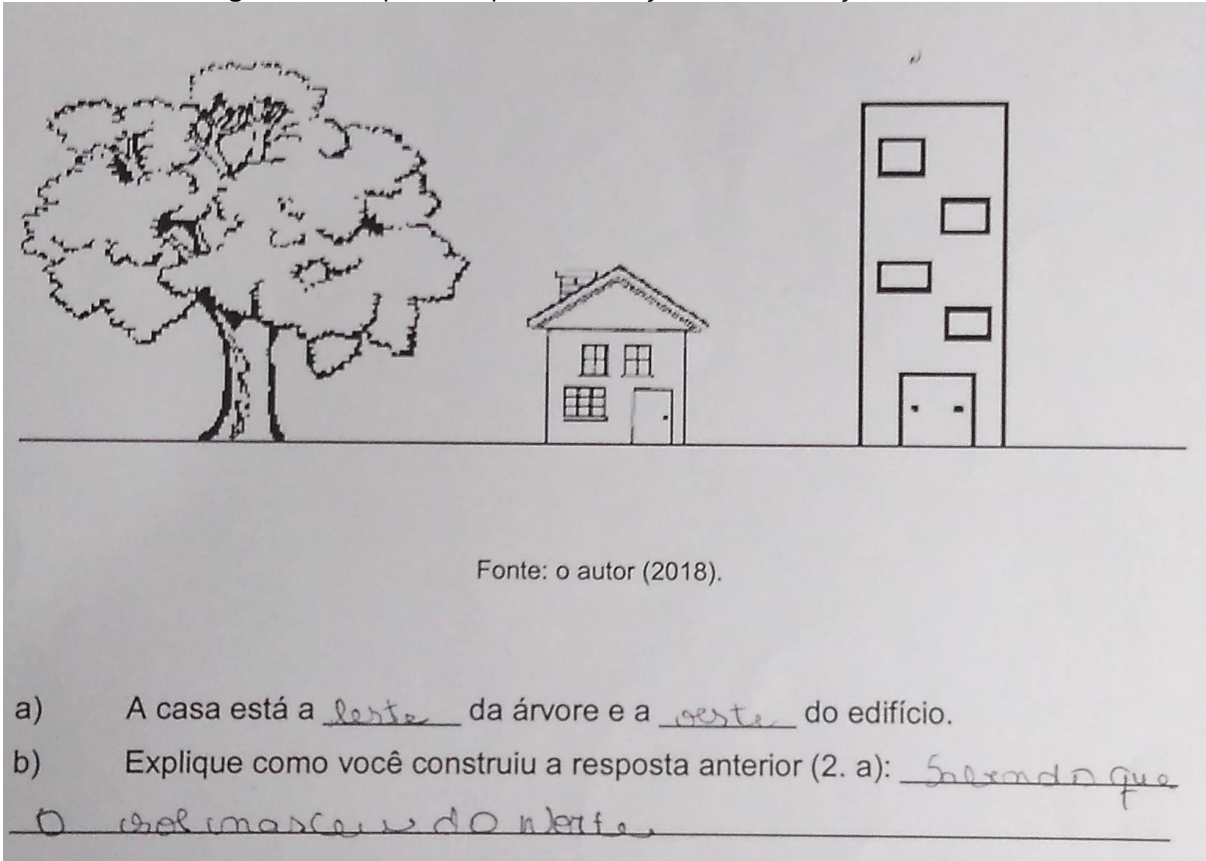 Fonte: o autor (2018).
a) A casa está a leste da árvore e a oeste do edifício.
b) Explique como você construiu a resposta anterior (2. a): Sabendo que
o sol nasceu do Norte